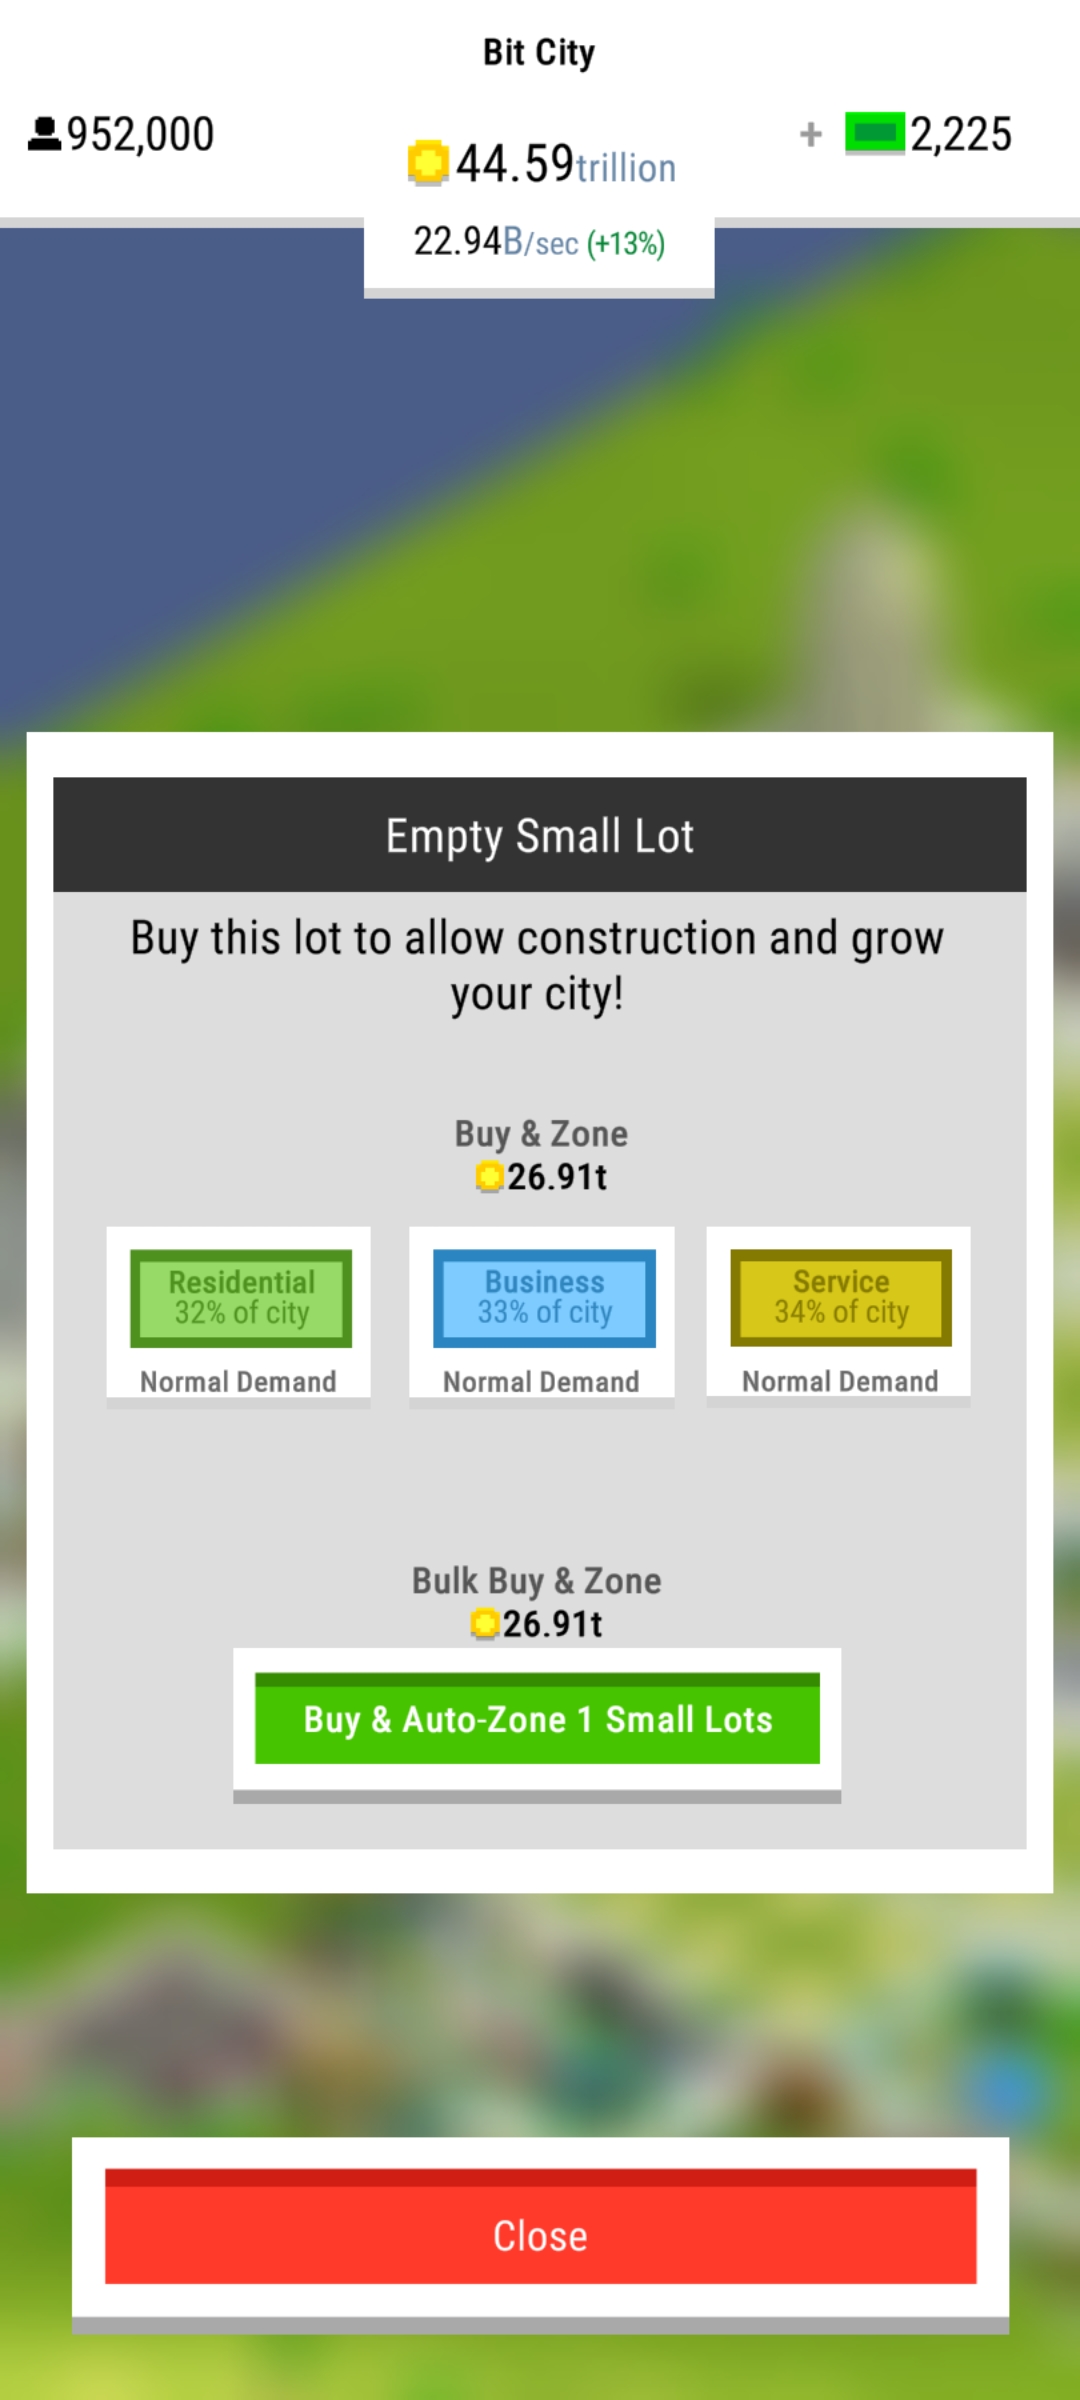 Bit City
952,000
44.59trillion
+ 2,225
22.94B/sec (+13%)
Empty Small Lot
Buy this lot to allow construction and grow
your city!
Buy & Zone
26.91t
Residential
32% of city
Normal Demand
Business
33% of city
Normal Demand
Service
34% of city
Normal Demand
Bulk Buy & Zone
26.91t
Buy & Auto-Zone 1 Small Lots
Close